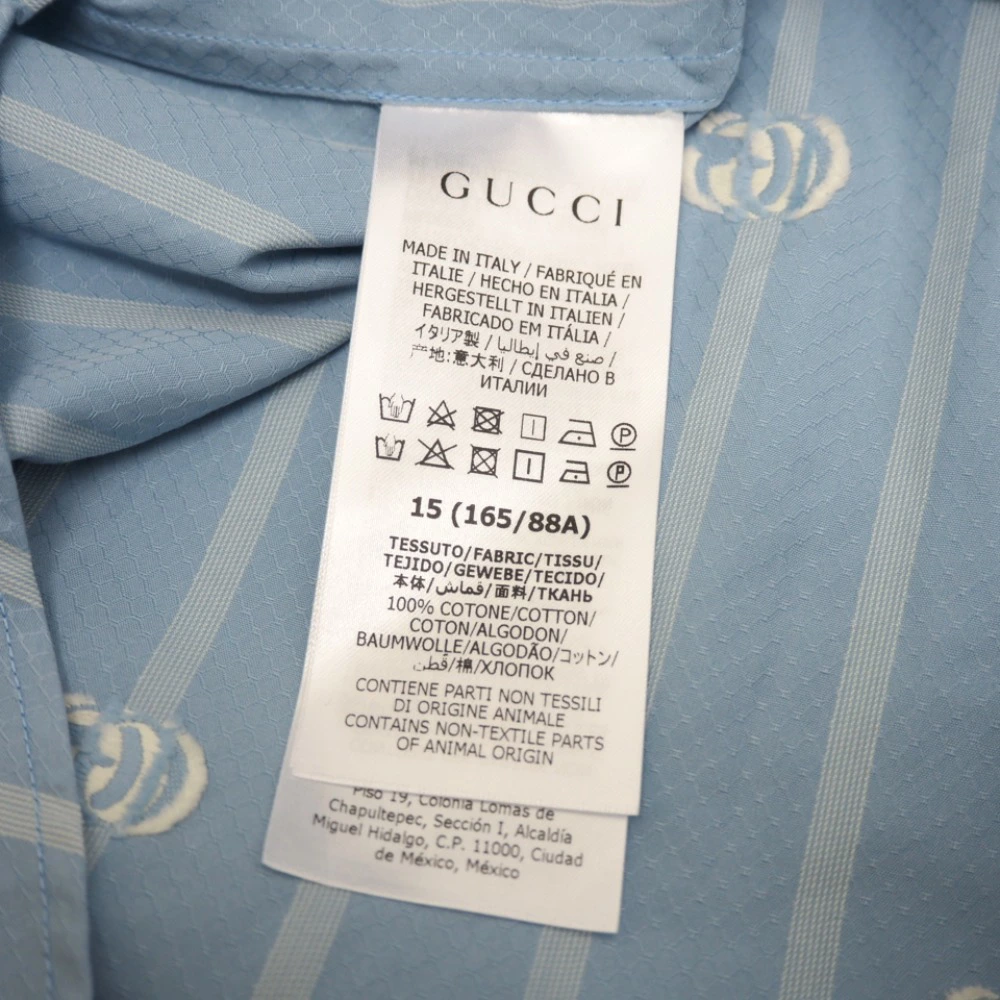 GUCCI
MADE IN ITALY / FABRIQUÉ EN
ITALIE / HECHO EN ITALIA /
HERGESTELLT IN ITALIEN /
FABRICADO EM ITÁLIA /
イタリア製 / صنع في إيطاليا /
产地:意大利 / СДЕЛАНО В
ИТАЛИИ
P
P
15 (165/88A)
TESSUTO/FABRIC/TISSU/
TEJIDO/GEWEBE/TECIDO/
本体/قماش/面料/ТКАНЬ
100% COTONE/COTTON/
COTON/ALGODON/
BAUMWOLLE/ALGODÃO/コットン/
قطن/棉/ХЛОПОК
CONTIENE PARTI NON TESSILI
DI ORIGINE ANIMALE
CONTAINS NON-TEXTILE PARTS
OF ANIMAL ORIGIN
Piso 19, Colonia Lomas de
Chapultepec, Sección I, Alcaldía
Miguel Hidalgo, C.P. 11000, Ciudad
de México, México